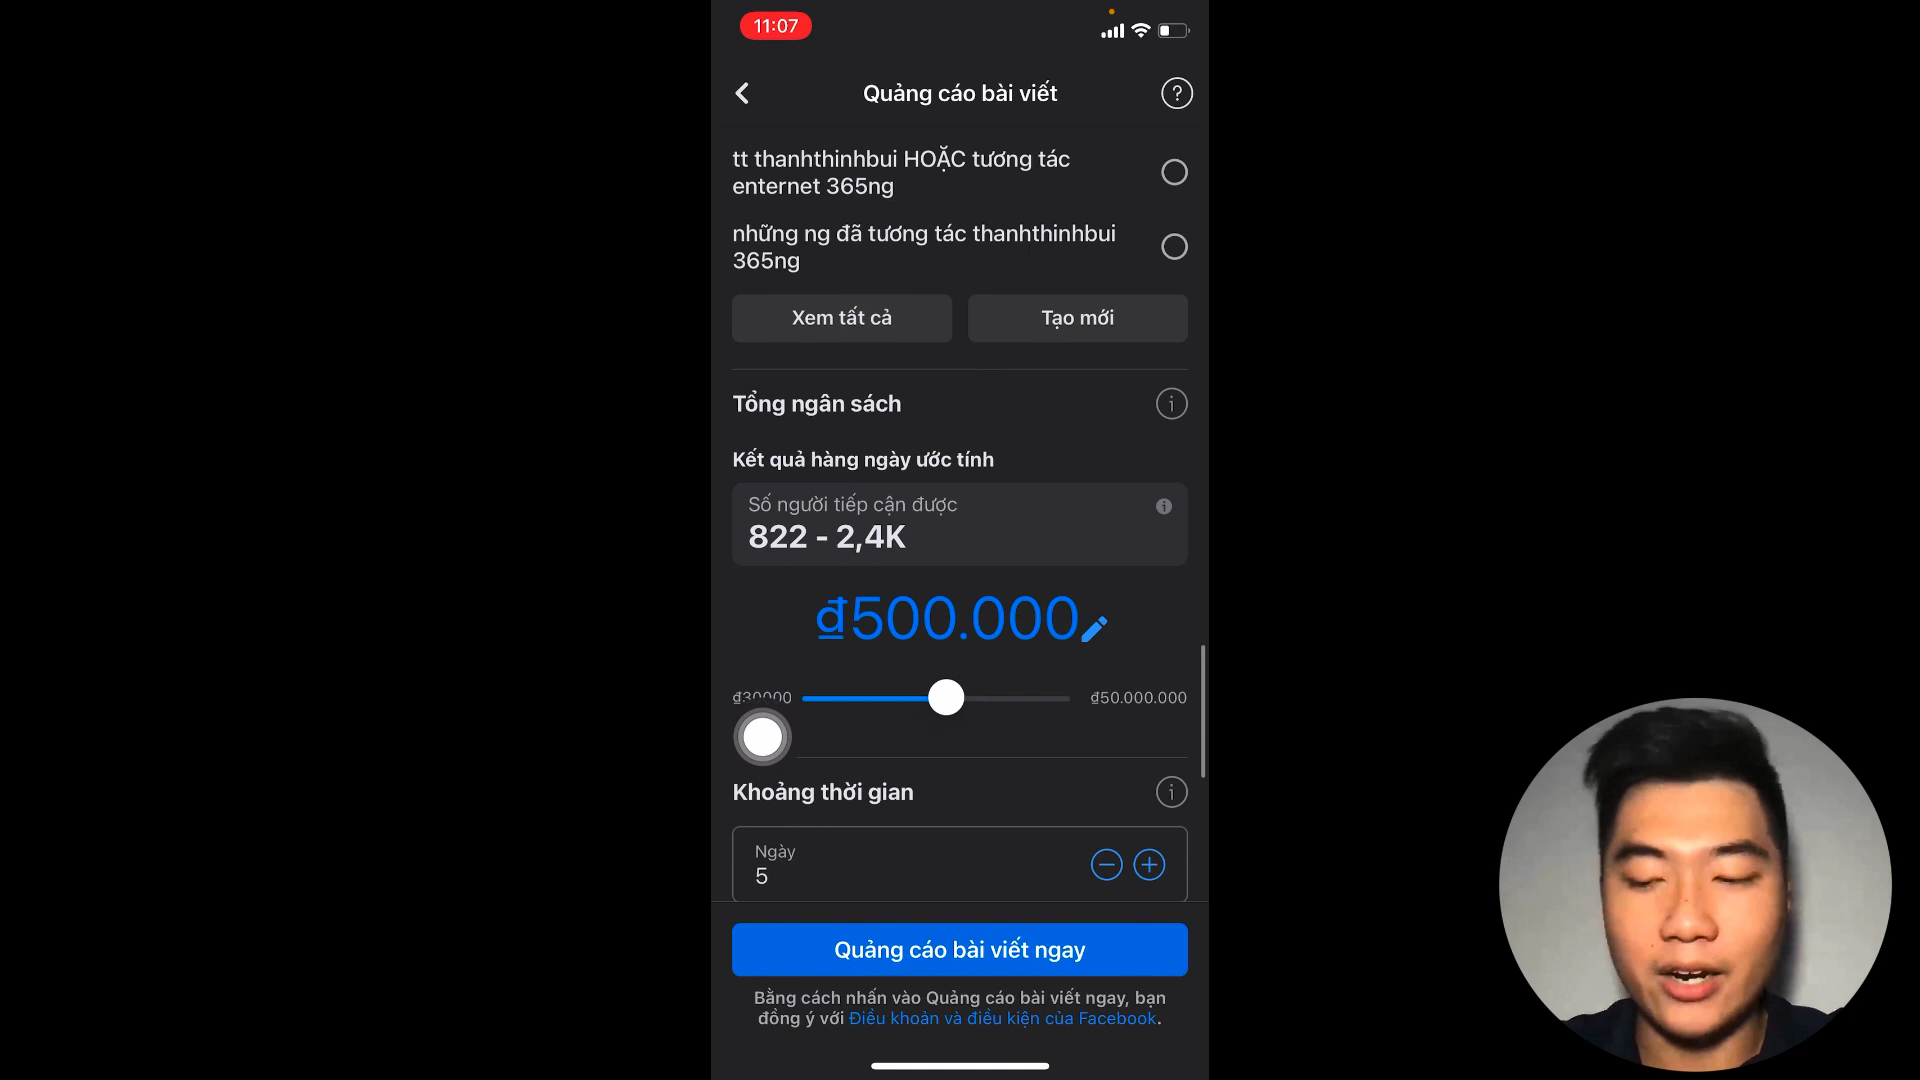 11:07
Quảng cáo bài viết
tt thanhthinhbui HOẶC tương tác
enternet 365ng
những ng đã tương tác thanhthinhbui
365ng
Xem tất cả
Tạo mới
Tổng ngân sách
Kết quả hàng ngày ước tính
Số người tiếp cận được
822 - 2,4K
₫500.000
₫30000
₫50.000.000
Khoảng thời gian
Ngày
5
Quảng cáo bài viết ngay
Bằng cách nhấn vào Quảng cáo bài viết ngay, bạn
đồng ý với Điều khoản và điều kiện của Facebook.